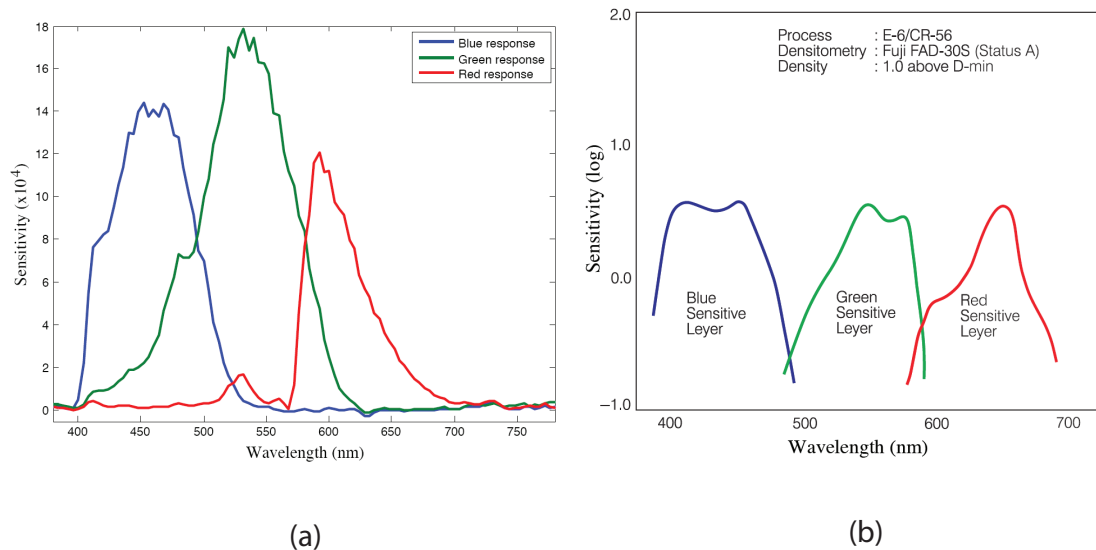 18
16
14
12
10
8
6
4
2
0
Sensitivity (x10⁴)
Blue response
Green response
Red response
400
450
500
550
600
650
700
750
Wavelength (nm)
(a)
2.0
1.0
0.0
−1.0
Sensitivity (log)
Process : E-6/CR-56
Densitometry : Fuji FAD-30S (Status A)
Density : 1.0 above D-min
Blue
Sensitive
Leyer
Green
Sensitive
Leyer
Red
Sensitive
Leyer
400
500
600
700
Wavelength (nm)
(b)